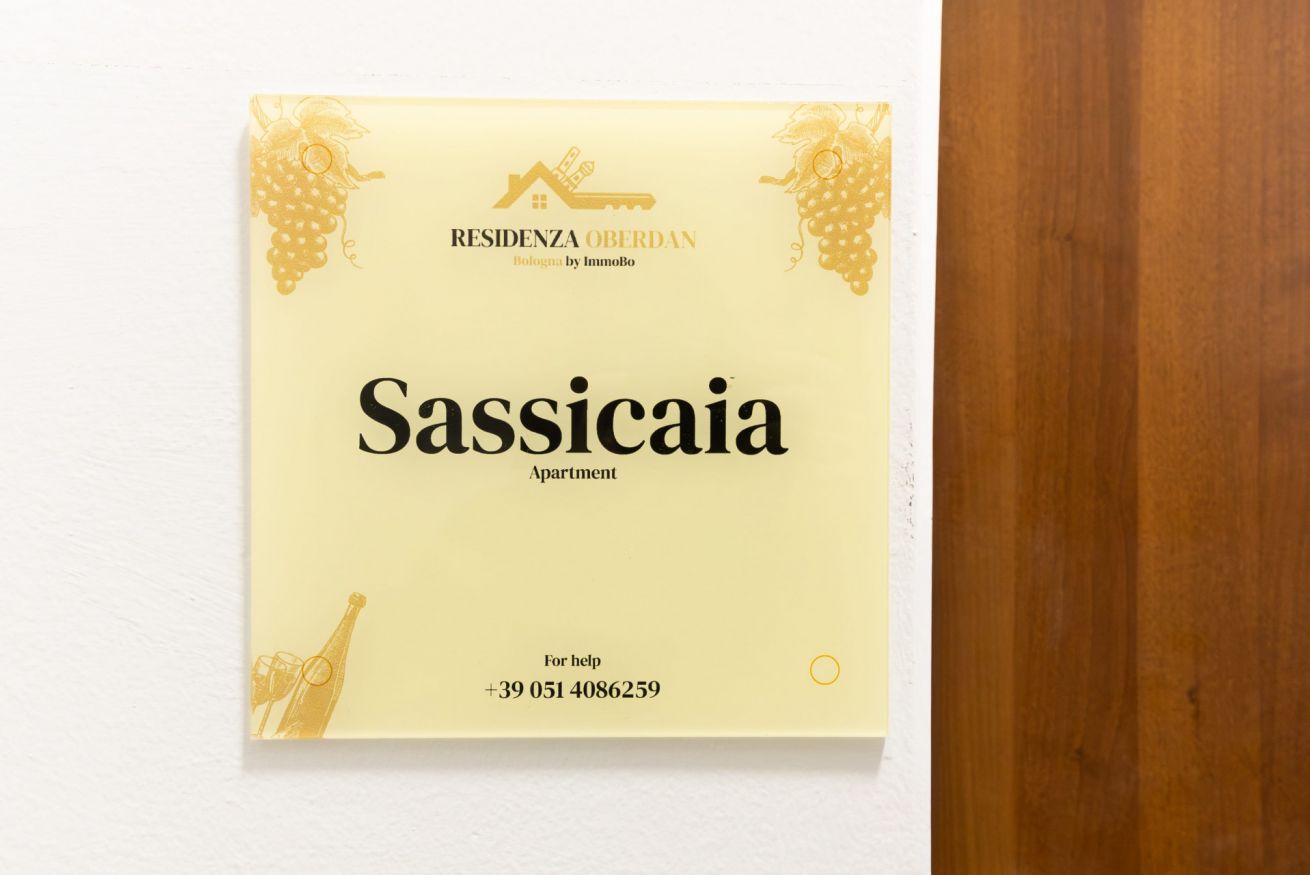 RESIDENZA OBERDAN
Bologna by ImmoBo
Sassicaia
Apartment
For help
+39 051 4086259